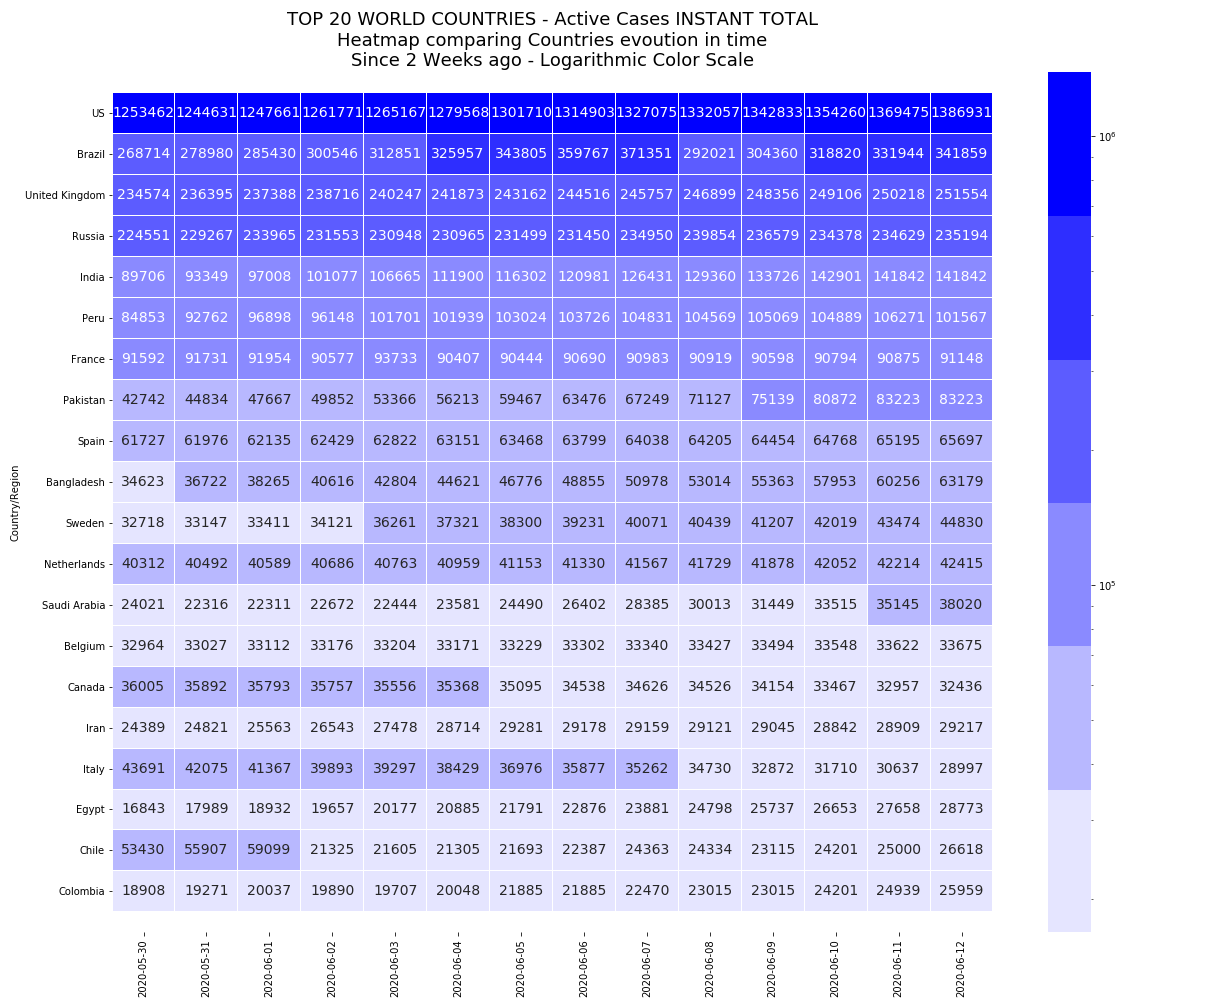 TOP 20 WORLD COUNTRIES - Active Cases INSTANT TOTAL
Heatmap comparing Countries evoution in time
Since 2 Weeks ago - Logarithmic Color Scale
Country/Region
US 1253462 1244631 1247661 1261771 1265167 1279568 1301710 1314903 1327075 1332057 1342833 1354260 1369475 1386931
Brazil 268714 278980 285430 300546 312851 325957 343805 359767 371351 292021 304360 318820 331944 341859
United Kingdom 234574 236395 237388 238716 240247 241873 243162 244516 245757 246899 248356 249106 250218 251554
Russia 224551 229267 233965 231553 230948 230965 231499 231450 234950 239854 236579 234378 234629 235194
India 89706 93349 97008 101077 106665 111900 116302 120981 126431 129360 133726 142901 141842 141842
Peru 84853 92762 96898 96148 101701 101939 103024 103726 104831 104569 105069 104889 106271 101567
France 91592 91731 91954 90577 93733 90407 90444 90690 90983 90919 90598 90794 90875 91148
Pakistan 42742 44834 47667 49852 53366 56213 59467 63476 67249 71127 75139 80872 83223 83223
Spain 61727 61976 62135 62429 62822 63151 63468 63799 64038 64205 64454 64768 65195 65697
Bangladesh 34623 36722 38265 40616 42804 44621 46776 48855 50978 53014 55363 57953 60256 63179
Sweden 32718 33147 33411 34121 36261 37321 38300 39231 40071 40439 41207 42019 43474 44830
Netherlands 40312 40492 40589 40686 40763 40959 41153 41330 41567 41729 41878 42052 42214 42415
Saudi Arabia 24021 22316 22311 22672 22444 23581 24490 26402 28385 30013 31449 33515 35145 38020
Belgium 32964 33027 33112 33176 33204 33171 33229 33302 33340 33427 33494 33548 33622 33675
Canada 36005 35892 35793 35757 35556 35368 35095 34538 34626 34526 34154 33467 32957 32436
Iran 24389 24821 25563 26543 27478 28714 29281 29178 29159 29121 29045 28842 28909 29217
Italy 43691 42075 41367 39893 39297 38429 36976 35877 35262 34730 32872 31710 30637 28997
Egypt 16843 17989 18932 19657 20177 20885 21791 22876 23881 24798 25737 26653 27658 28773
Chile 53430 55907 59099 21325 21605 21305 21693 22387 24363 24334 23115 24201 25000 26618
Colombia 18908 19271 20037 19890 19707 20048 21885 21885 22470 23015 23015 24201 24939 25959
2020-05-30 2020-05-31 2020-06-01 2020-06-02 2020-06-03 2020-06-04 2020-06-05 2020-06-06 2020-06-07 2020-06-08 2020-06-09 2020-06-10 2020-06-11 2020-06-12
10⁶
10⁵